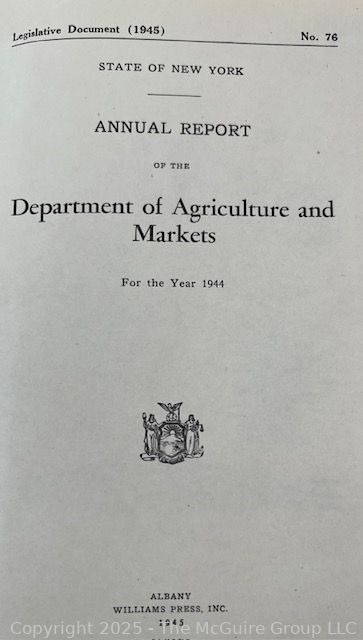 Legislative Document (1945) No. 76
STATE OF NEW YORK
ANNUAL REPORT
OF THE
Department of Agriculture and
Markets
For the Year 1944
ALBANY
WILLIAMS PRESS, INC.
1945
Copyright 2025 - The McGuire Group LLC